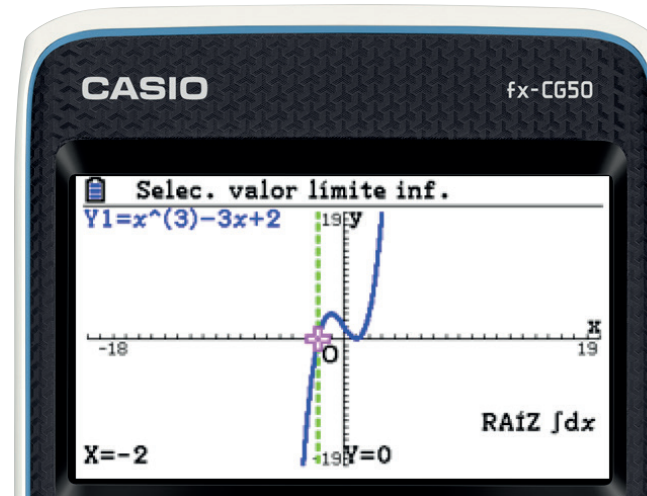 CASIO
fx-CG50
Selec. valor límite inf.
Y1=x^(3)-3x+2
19 y
-18 O 19 x
RAÍZ ∫dx
X=-2 -19 Y=0